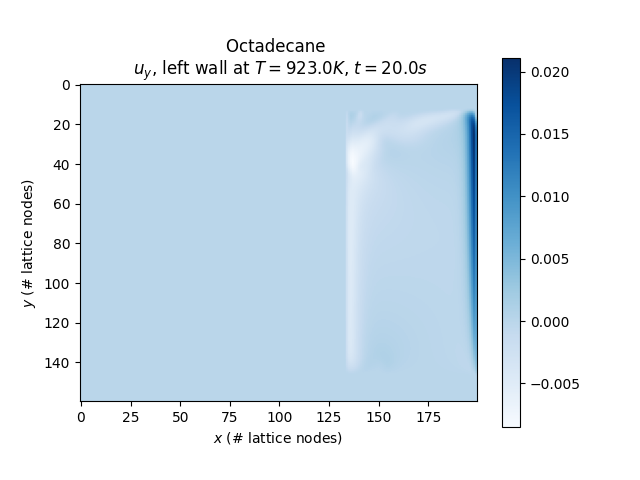 Octadecane
u_y, left wall at T = 923.0K, t = 20.0s
0
20
40
60
80
100
120
140
y (# lattice nodes)
0 25 50 75 100 125 150 175
x (# lattice nodes)
0.020
0.015
0.010
0.005
0.000
−0.005